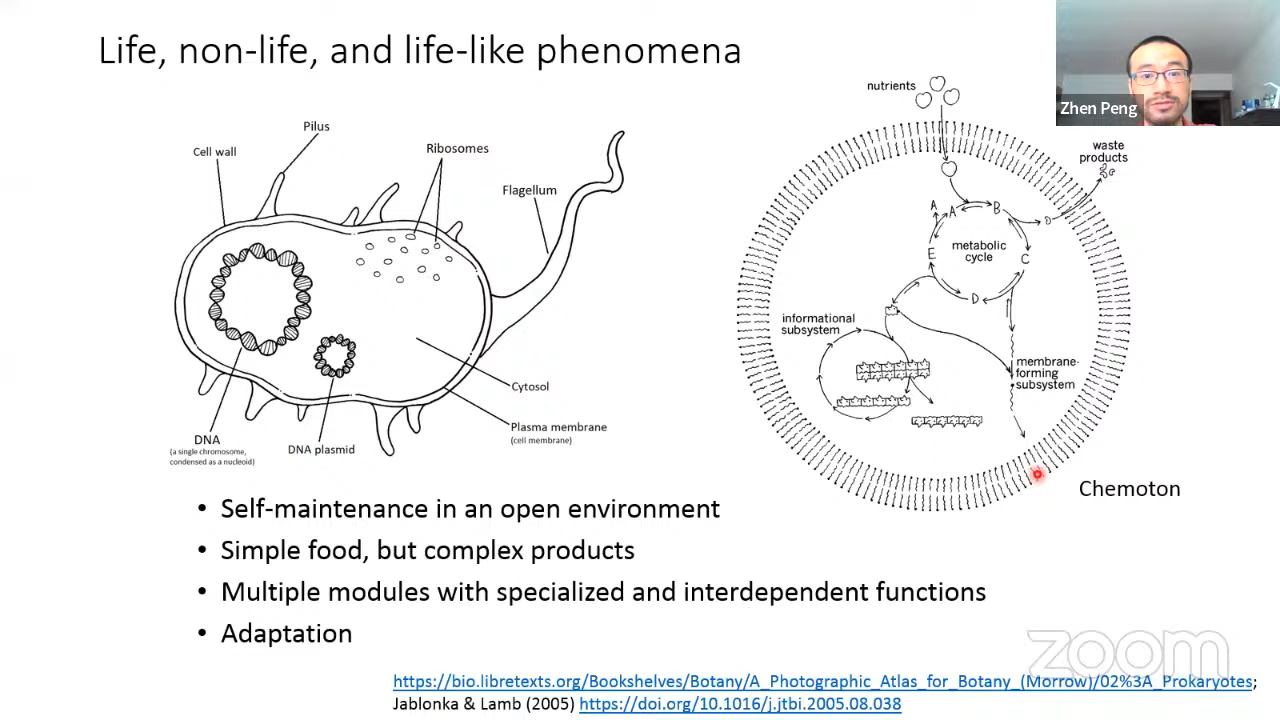 Life, non-life, and life-like phenomena
Zhen Peng
Pilus
Cell wall
Ribosomes
Flagellum
Cytosol
Plasma membrane
(cell membrane)
DNA
(a single chromosome,
condensed as a nucleoid)
DNA plasmid
nutrients
waste
products
A
A
B
metabolic
cycle
E
C
D
informational
subsystem
membrane-
forming
subsystem
Chemoton
• Self-maintenance in an open environment
• Simple food, but complex products
• Multiple modules with specialized and interdependent functions
• Adaptation
zoom
https://bio.libretexts.org/Bookshelves/Botany/A_Photographic_Atlas_for_Botany_(Morrow)/02%3A_Prokaryotes;
Jablonka & Lamb (2005) https://doi.org/10.1016/j.jtbi.2005.08.038